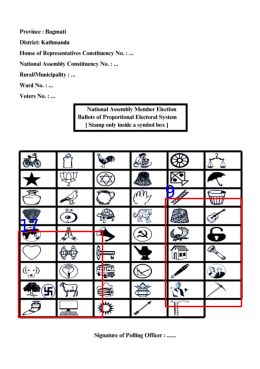 Province : Bagmati
District: Kathmandu
House of Representatives Constituency No. : ...
National Assembly Constituency No. : ...
Rural/Municipality : ...
Ward No. : ...
Voters No. : ...
National Assembly Member Election
Ballots of Proportional Electoral System
[ Stamp only inside a symbol box ]
9
17
Signature of Polling Officer : ......